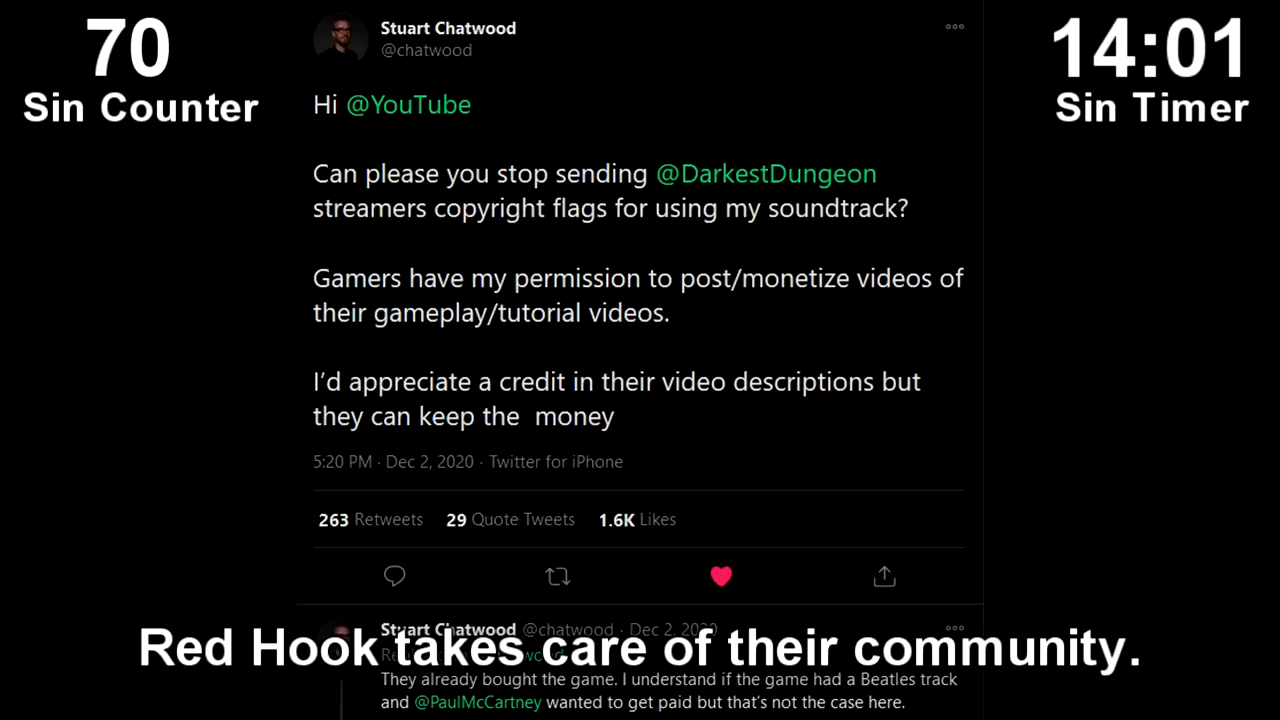 70
Sin Counter
14:01
Sin Timer
Stuart Chatwood
@chatwood
Hi @YouTube
Can please you stop sending @DarkestDungeon
streamers copyright flags for using my soundtrack?
Gamers have my permission to post/monetize videos of
their gameplay/tutorial videos.
I'd appreciate a credit in their video descriptions but
they can keep the  money
5:20 PM · Dec 2, 2020 · Twitter for iPhone
263 Retweets 29 Quote Tweets 1.6K Likes
Stuart Chatwood @chatwood · Dec 2, 2020
Red Hook takes care of their community.
They already bought the game. I understand if the game had a Beatles track
and @PaulMcCartney wanted to get paid but that's not the case here.